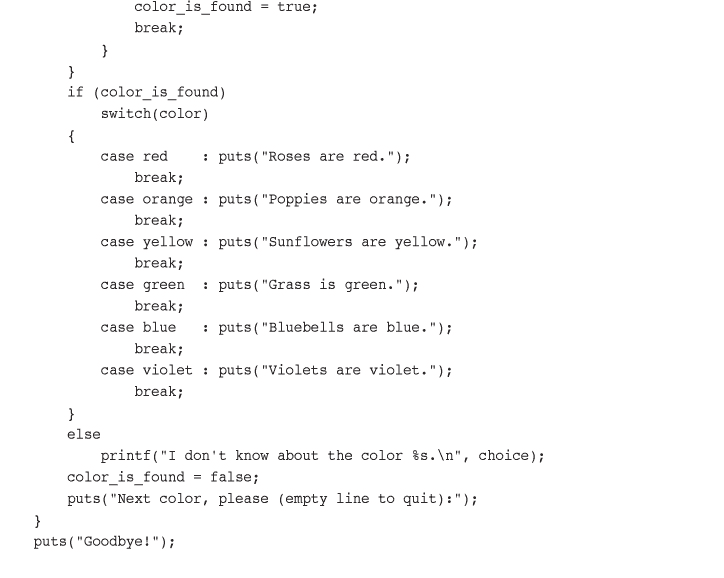 color_is_found = true;
            break;
        }
    }
    if (color_is_found)
        switch(color)
    {
        case red    : puts("Roses are red.");
            break;
        case orange : puts("Poppies are orange.");
            break;
        case yellow : puts("Sunflowers are yellow.");
            break;
        case green  : puts("Grass is green.");
            break;
        case blue   : puts("Bluebells are blue.");
            break;
        case violet : puts("Violets are violet.");
            break;
    }
    else
        printf("I don't know about the color %s.\n", choice);
    color_is_found = false;
    puts("Next color, please (empty line to quit):");
}
puts("Goodbye!");